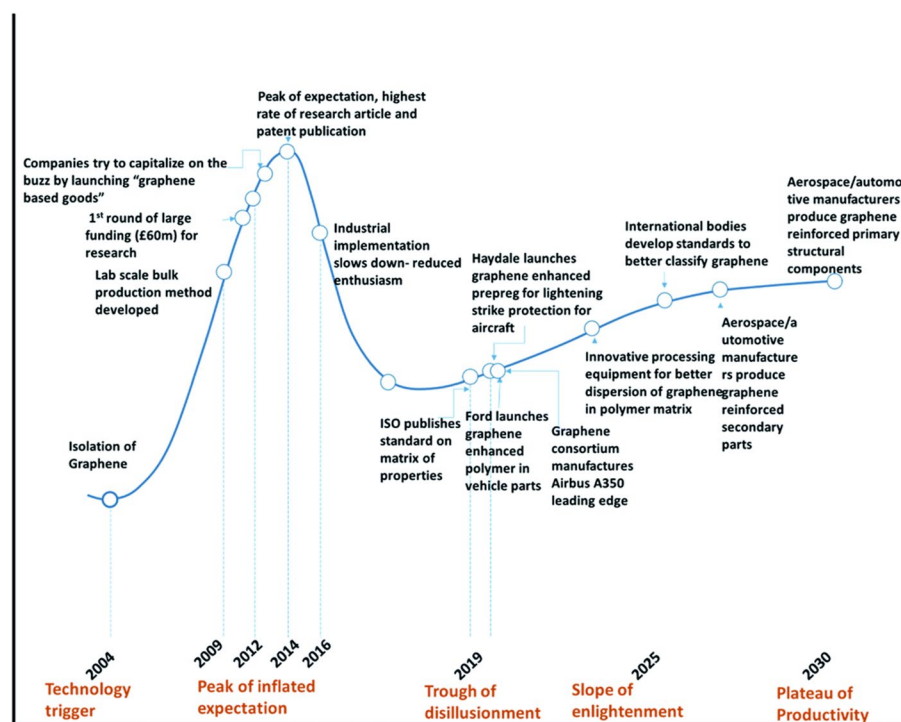 Peak of expectation, highest
rate of research article and
patent publication
Companies try to capitalize on the
buzz by launching “graphene
based goods”
1st round of large
funding (£60m) for
research
Lab scale bulk
production method
developed
Isolation of
Graphene
Industrial
implementation
slows down- reduced
enthusiasm
Haydale launches
graphene enhanced
prepreg for lightening
strike protection for
aircraft
International bodies
develop standards to
better classify graphene
Aerospace/automo
tive manufacturers
produce graphene
reinforced primary
structural
components
ISO publishes
standard on
matrix of
properties
Ford launches
graphene
enhanced
polymer in
vehicle parts
Graphene
consortium
manufactures
Airbus A350
leading edge
Innovative processing
equipment for better
dispersion of graphene
in polymer matrix
Aerospace/a
utomotive
manufacture
rs produce
graphene
reinforced
secondary
parts
2004
2009
2012
2014
2016
2019
2025
2030
Technology
trigger
Peak of inflated
expectation
Trough of
disillusionment
Slope of
enlightenment
Plateau of
Productivity